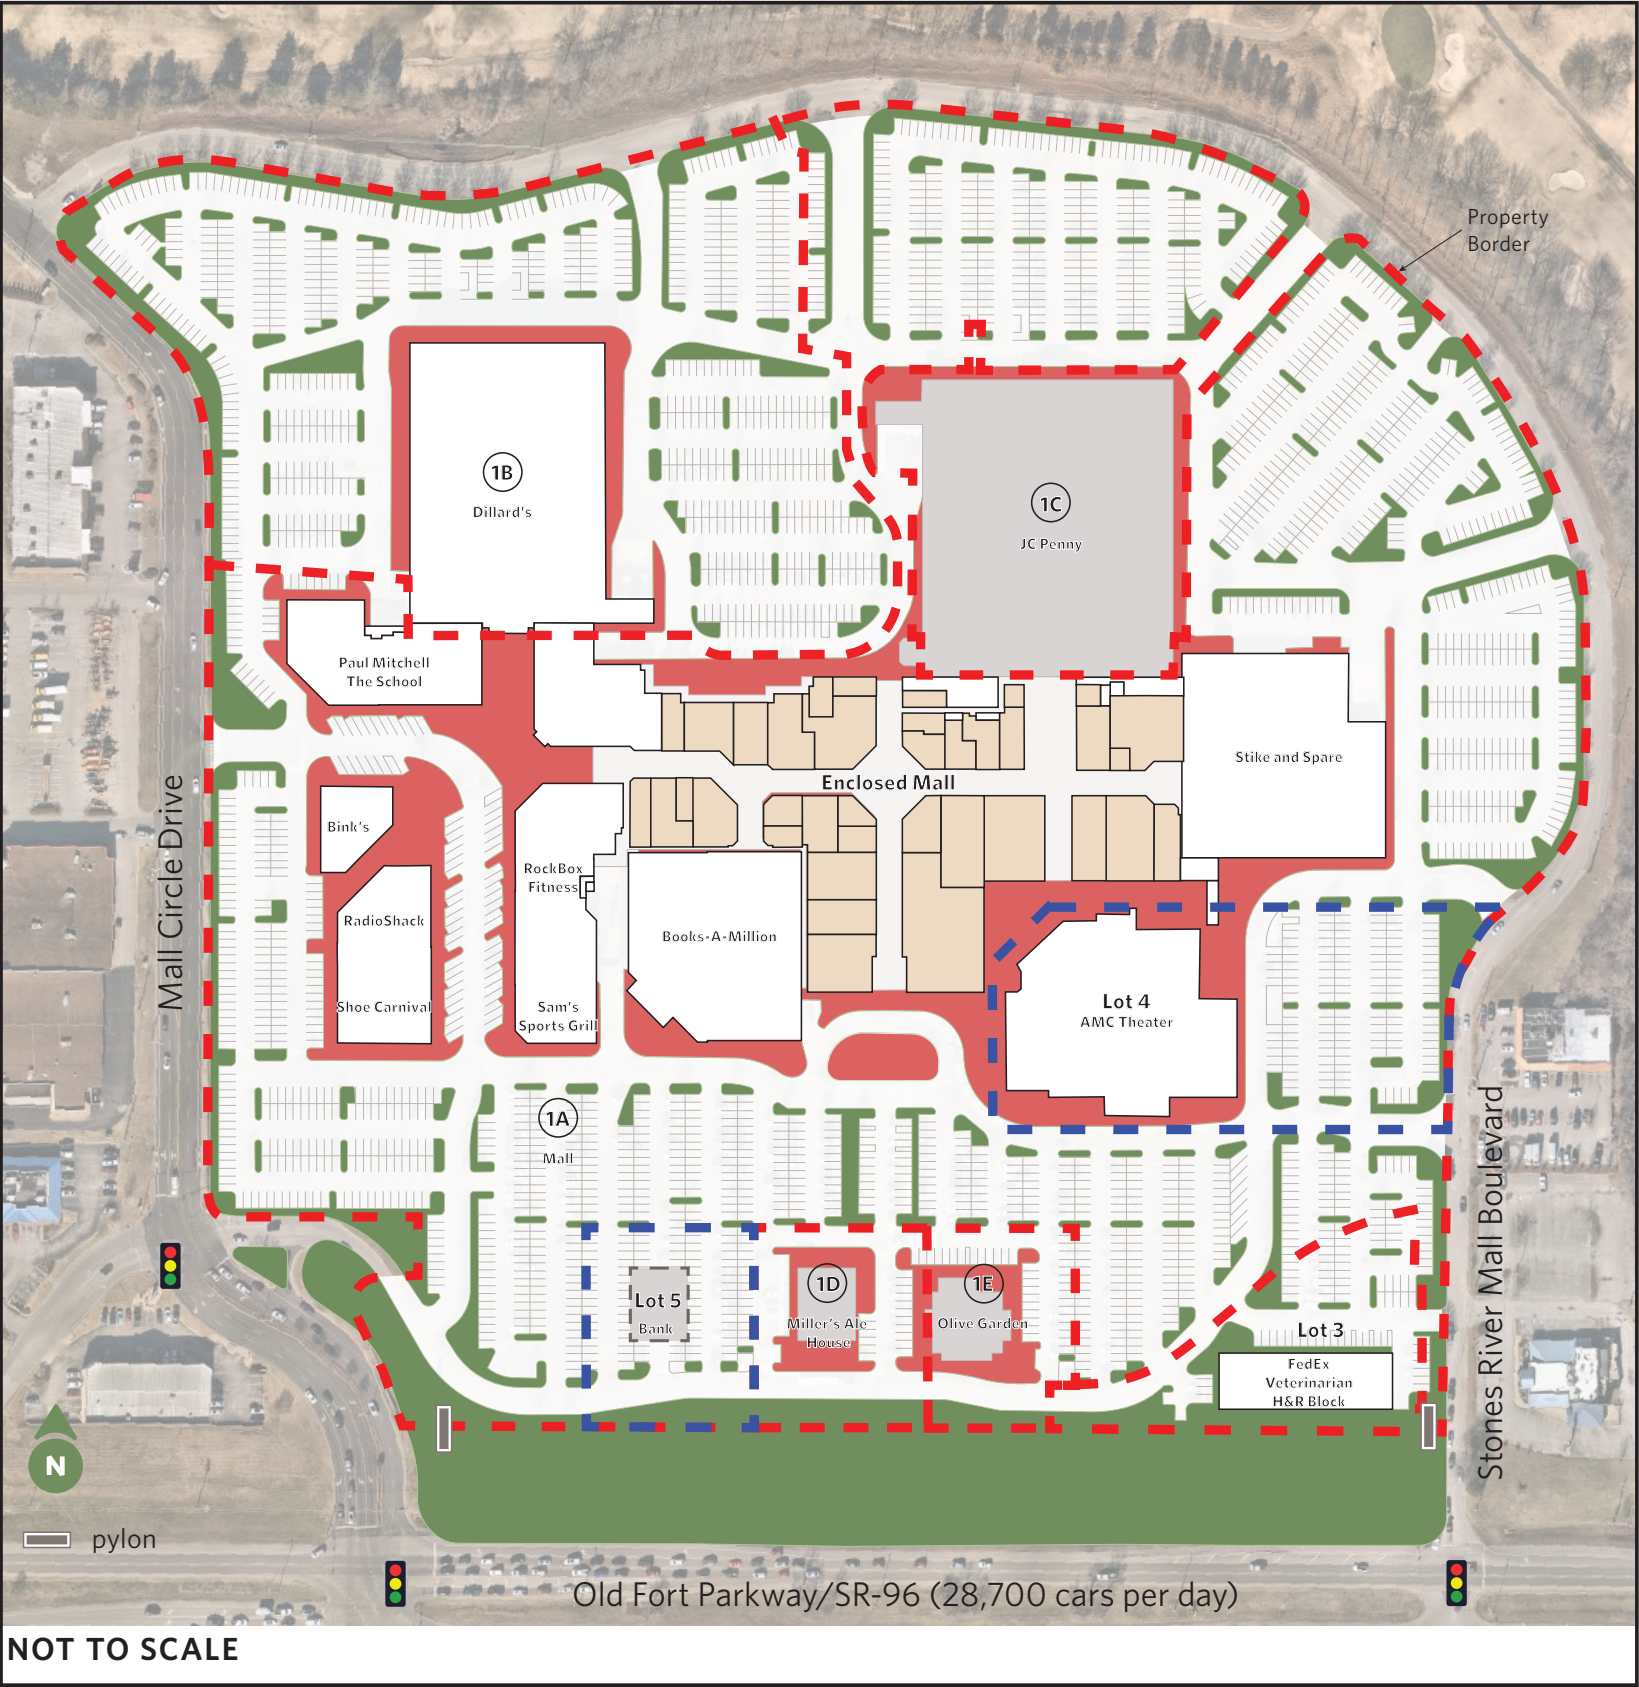 Property
Border
1B
Dillard's
1C
JC Penny
Paul Mitchell
The School
Stike and Spare
Enclosed Mall
Mall Circle Drive
Bink's
RockBox
Fitness
RadioShack
Books-A-Million
Shoe Carnival
Sam's
Sports Grill
Lot 4
AMC Theater
1A
Mall
Stones River Mall Boulevard
Lot 5
Bank
1D
Miller's Ale
House
1E
Olive Garden
Lot 3
FedEx
Veterinarian
H&R Block
N
pylon
Old Fort Parkway/SR-96 (28,700 cars per day)
NOT TO SCALE